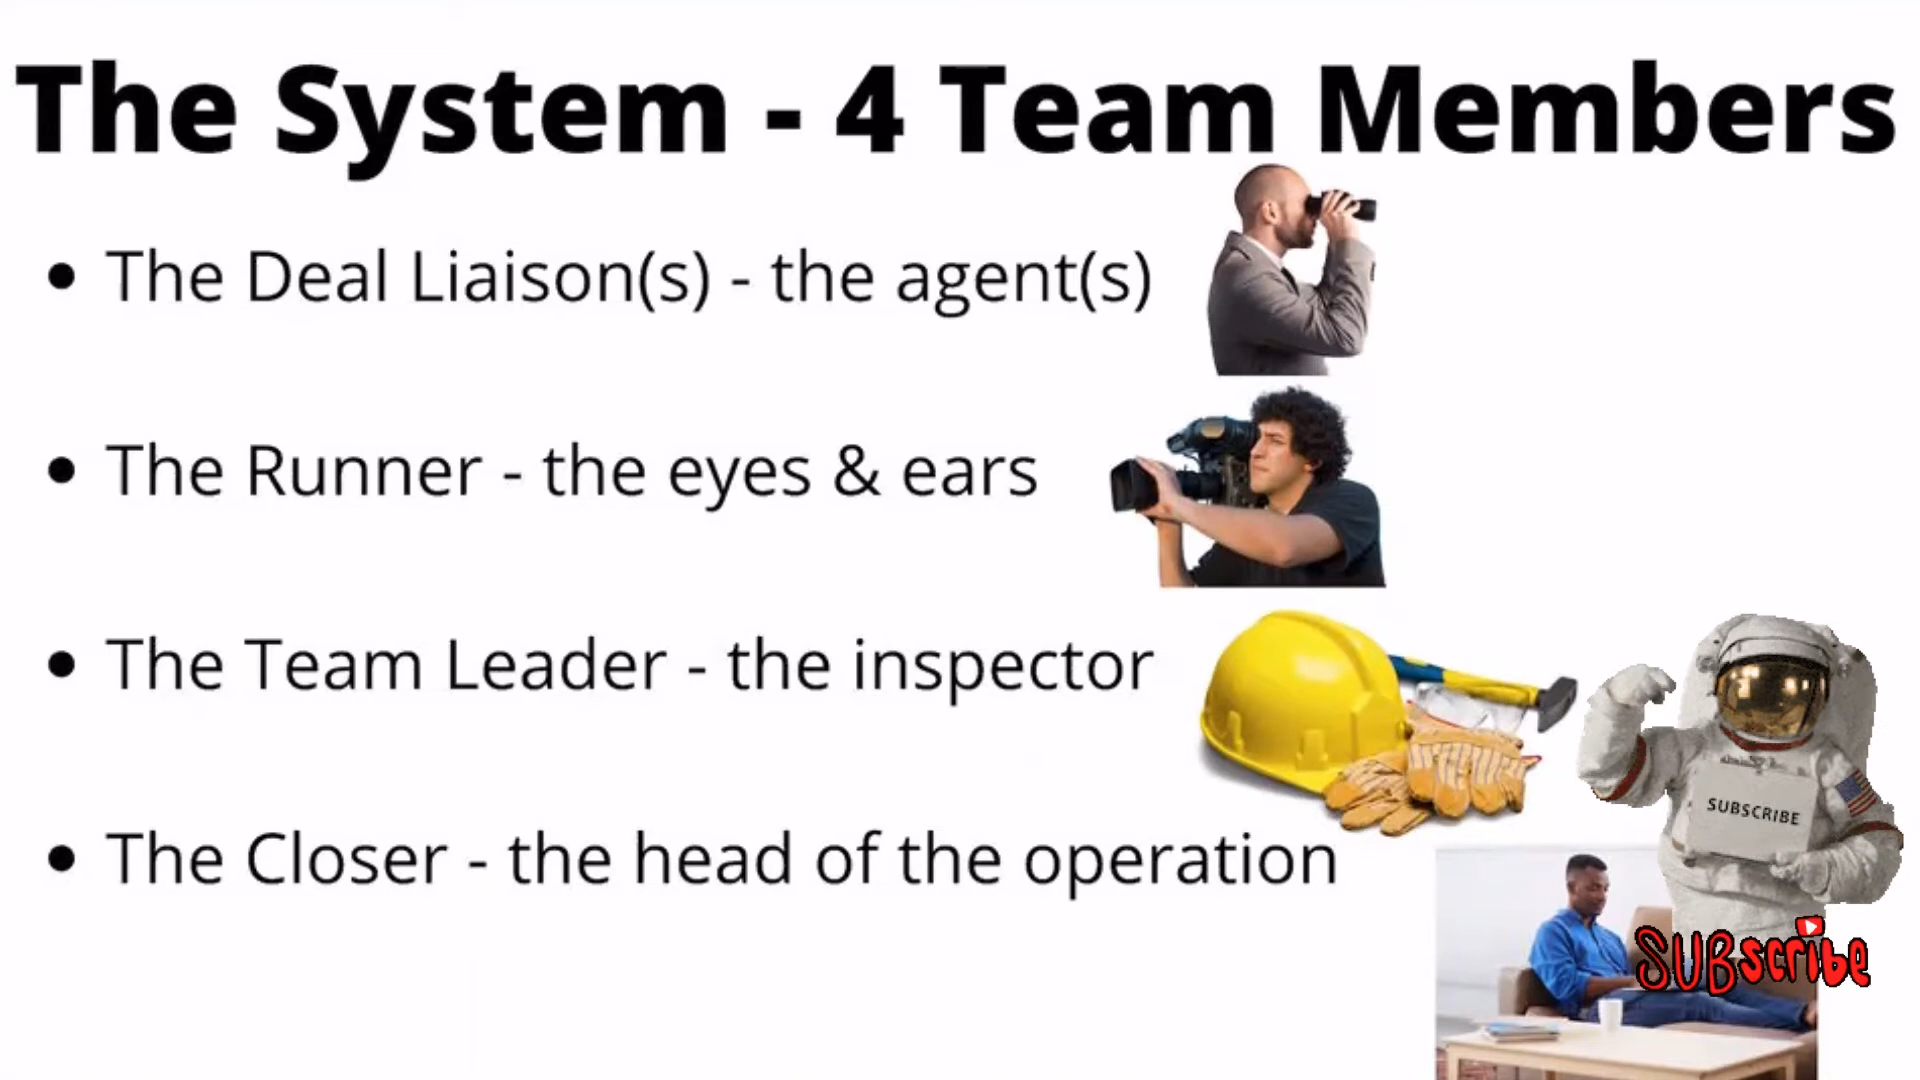 The System - 4 Team Members
• The Deal Liaison(s) - the agent(s)
• The Runner - the eyes & ears
• The Team Leader - the inspector
• The Closer - the head of the operation
SUBSCRIBE
SUBscribe